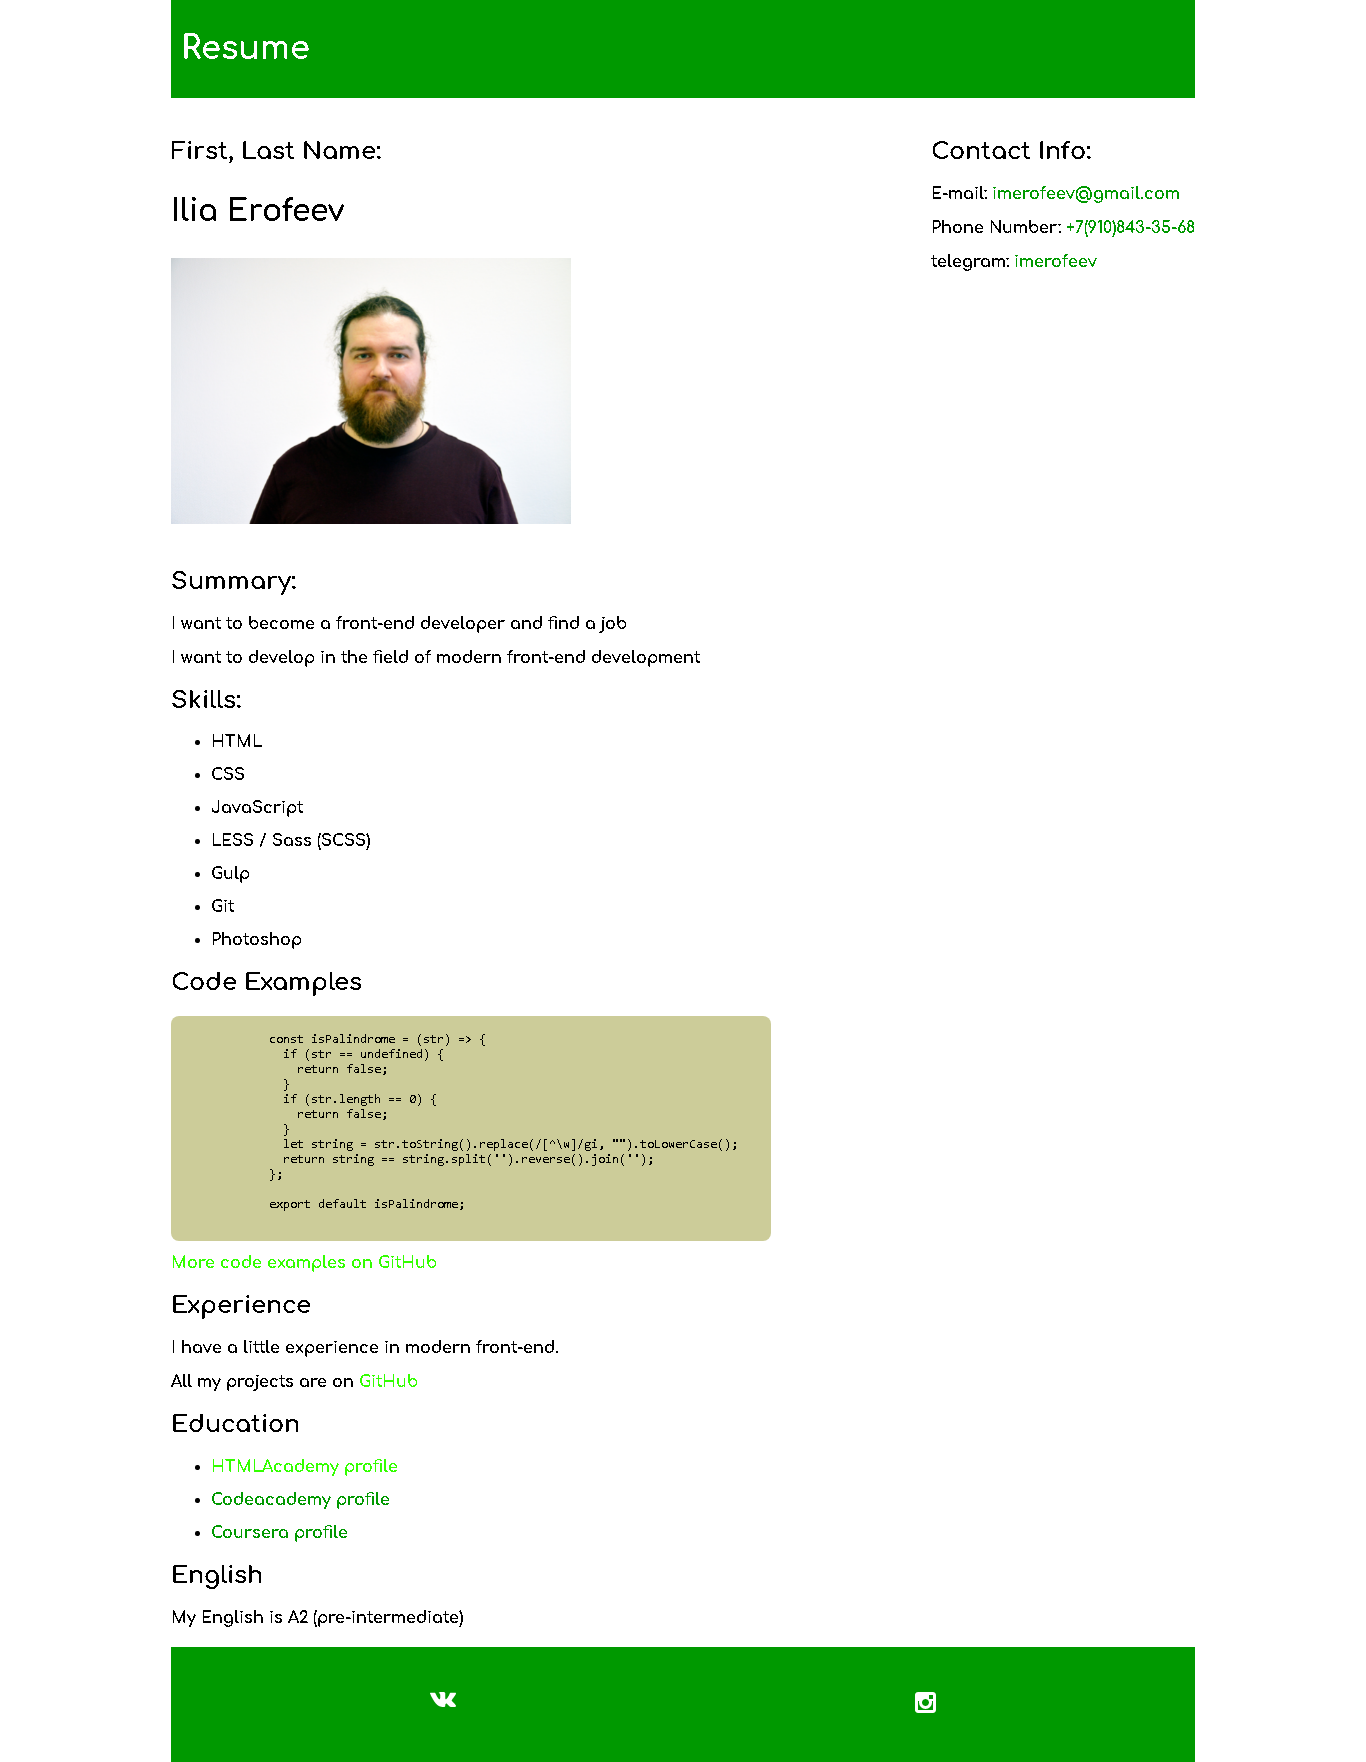 Resume
First, Last Name:
Ilia Erofeev
Contact Info:
E-mail: imerofeev@gmail.com
Phone Number: +7(910)843-35-68
telegram: imerofeev
Summary:
I want to become a front-end developer and find a job
I want to develop in the field of modern front-end development
Skills:
• HTML
• CSS
• JavaScript
• LESS / Sass (SCSS)
• Gulp
• Git
• Photoshop
Code Examples
const isPalindrome = (str) => {
  if (str == undefined) {
    return false;
  }
  if (str.length == 0) {
    return false;
  }
  let string = str.toString().replace(/[^\w]/gi, "").toLowerCase();
  return string == string.split('').reverse().join('');
};
export default isPalindrome;
More code examples on GitHub
Experience
I have a little experience in modern front-end.
All my projects are on GitHub
Education
• HTMLAcademy profile
• Codeacademy profile
• Coursera profile
English
My English is A2 (pre-intermediate)